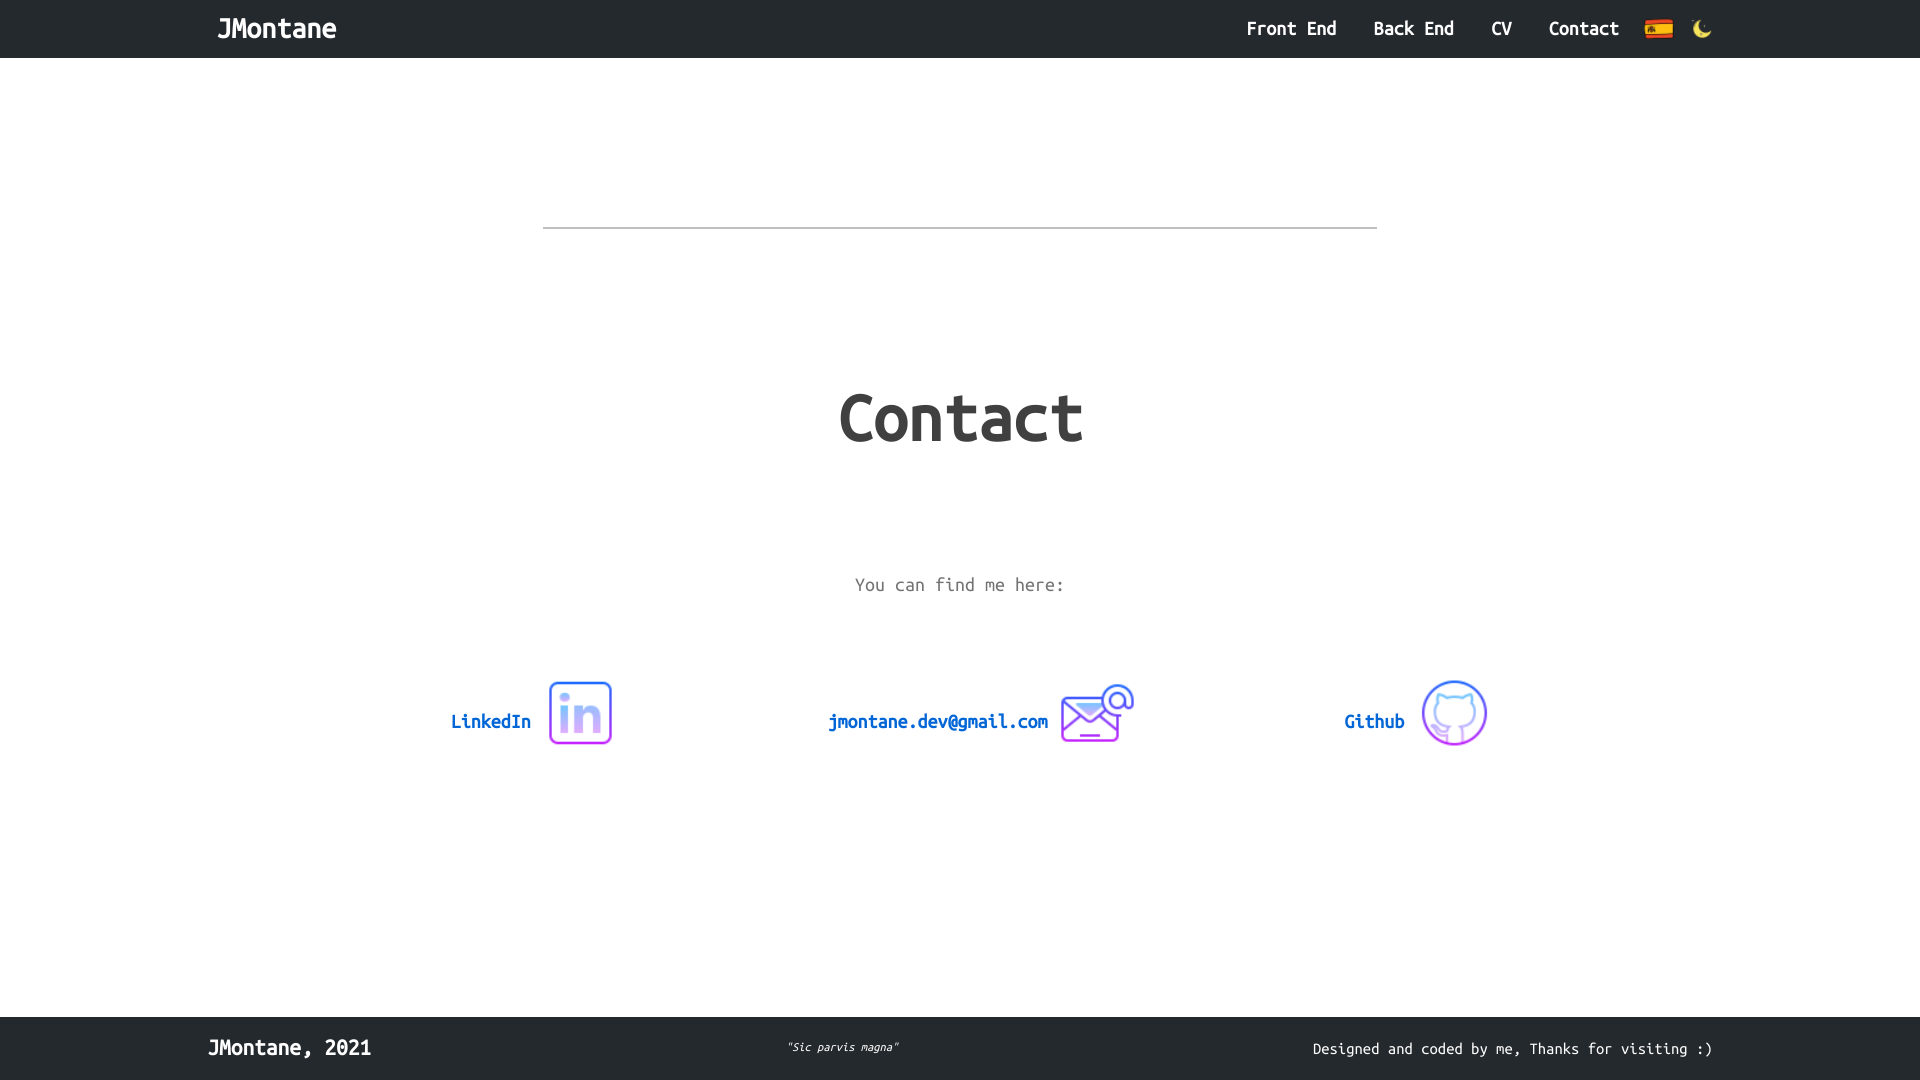 JMontane
Front End
Back End
CV
Contact
Contact
You can find me here:
LinkedIn
in
jmontane.dev@gmail.com
Github
JMontane, 2021
"Sic parvis magna"
Designed and coded by me, Thanks for visiting :)